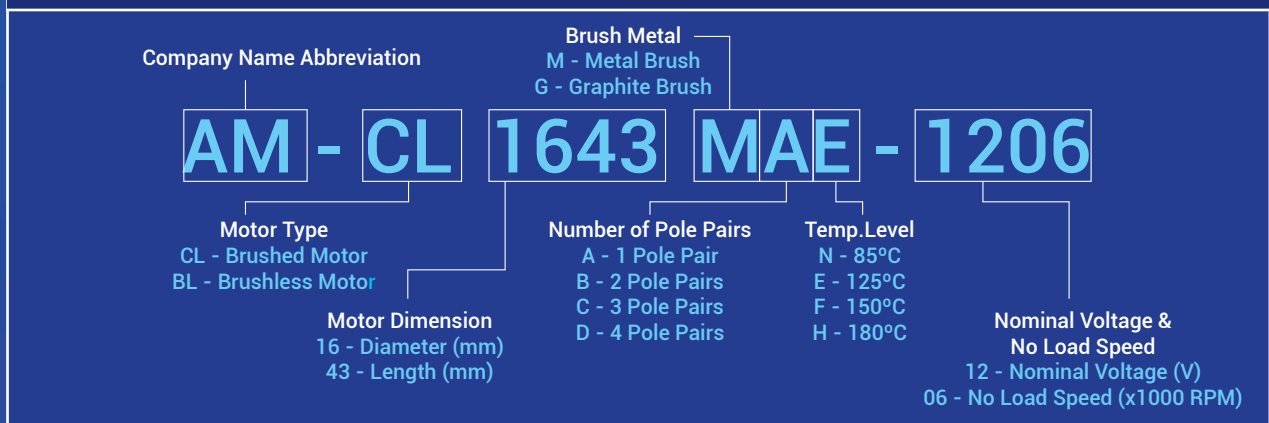 Brush Metal
M - Metal Brush
G - Graphite Brush
Company Name Abbreviation
AM - CL 1643 MAE - 1206
Motor Type
CL - Brushed Motor
BL - Brushless Motor
Motor Dimension
16 - Diameter (mm)
43 - Length (mm)
Number of Pole Pairs
A - 1 Pole Pair
B - 2 Pole Pairs
C - 3 Pole Pairs
D - 4 Pole Pairs
Temp.Level
N - 85ºC
E - 125ºC
F - 150ºC
H - 180ºC
Nominal Voltage &
No Load Speed
12 - Nominal Voltage (V)
06 - No Load Speed (x1000 RPM)